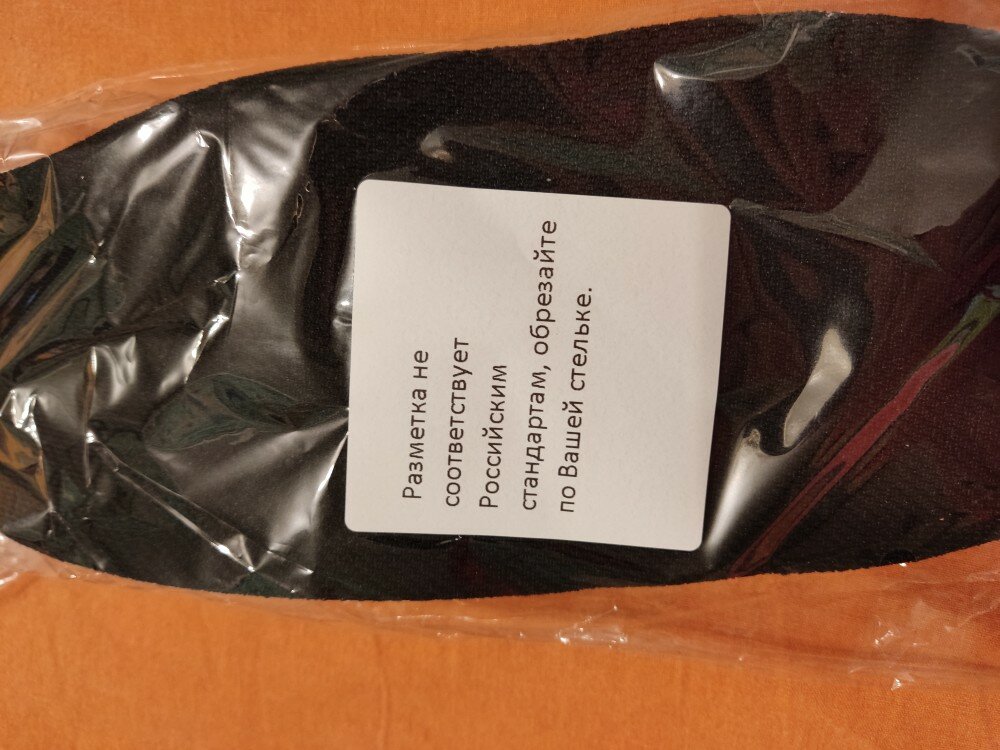 Разметка не
соответствует
Российским
стандартам, обрезайте
по Вашей стельке.